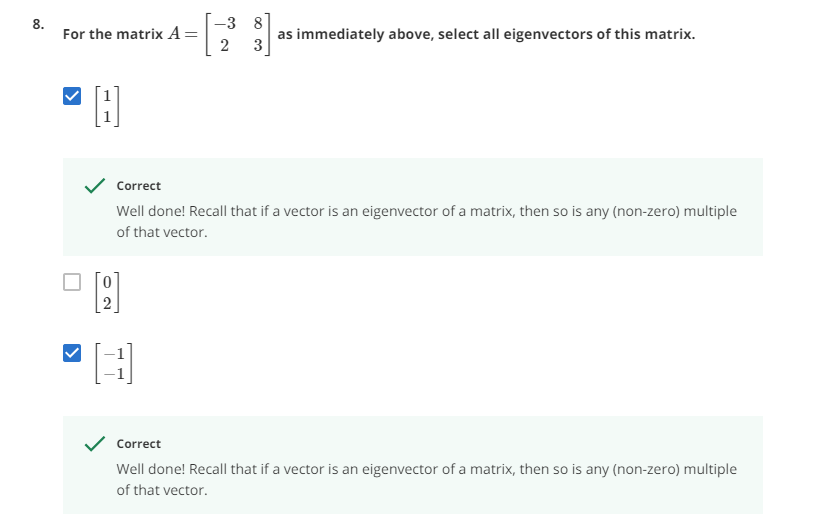 8.
For the matrix A = [−3 8
2 3] as immediately above, select all eigenvectors of this matrix.
[1
1]
Correct
Well done! Recall that if a vector is an eigenvector of a matrix, then so is any (non-zero) multiple
of that vector.
[0
2]
[−1
−1]
Correct
Well done! Recall that if a vector is an eigenvector of a matrix, then so is any (non-zero) multiple
of that vector.